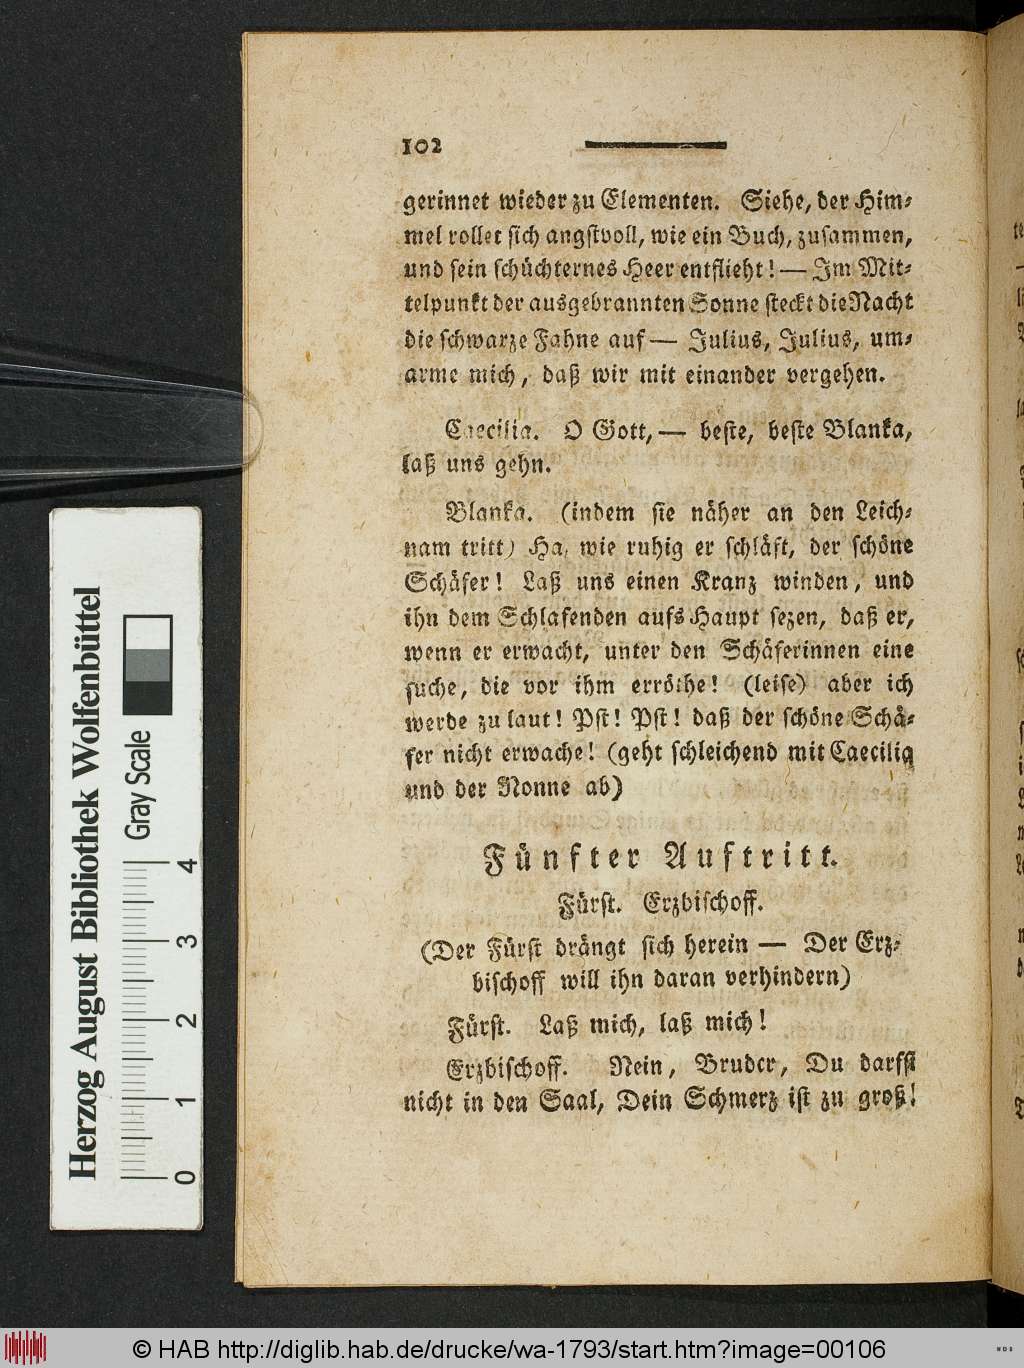 102
gerinnet wieder zu Elementen. Siehe, der Him⸗
mel rollet ſich angſtvoll, wie ein Buch, zuſammen,
und ſein ſchüchternes Heer entflieht! — Im Mit⸗
telpunkt der ausgebrannten Sonne ſteckt die Nacht
die ſchwarze Fahne auf — Julius, Julius, um⸗
arme mich, daß wir mit einander vergehen.
Caecilia. O Gott, — beſte, beſte Blanka,
laß uns gehn.
Blanka. (indem ſie näher an den Leich⸗
nam tritt) Ha, wie ruhig er ſchläft, der ſchöne
Schäfer! Laß uns einen Kranz winden, und
ihn dem Schlafenden aufs Haupt ſezen, daß er,
wenn er erwacht, unter den Schäferinnen eine
ſuche, die vor ihm erröthe! (leiſe) aber ich
werde zu laut! Pſt! Pſt! daß der ſchöne Schä⸗
fer nicht erwache! (geht ſchleichend mit Caecilia
und der Nonne ab)
Fünfter Auftritt.
Fürſt. Erzbiſchoff.
(Der Fürſt drängt ſich herein — Der Erz⸗
biſchoff will ihn daran verhindern)
Fürſt. Laß mich, laß mich!
Erzbiſchoff. Nein, Bruder, Du darfſt
nicht in den Saal, Dein Schmerz iſt zu groß!
Herzog August Bibliothek Wolfenbüttel
Gray Scale
0 1 2 3 4
© HAB http://diglib.hab.de/drucke/wa-1793/start.htm?image=00106